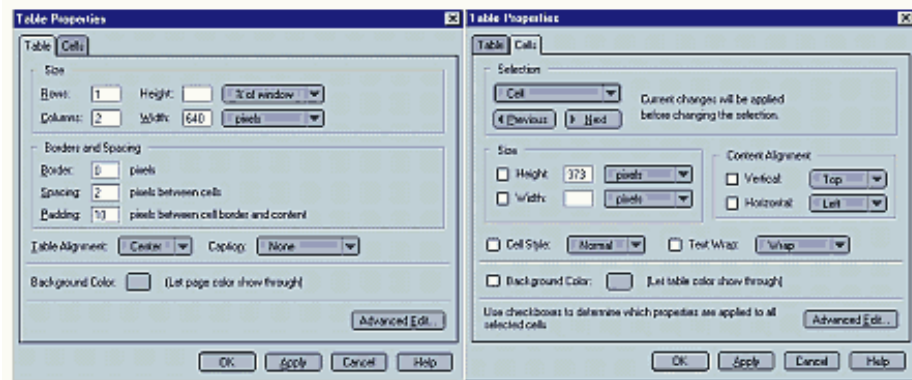 Table Properties
Table Cells
Size
Rows: 1 Height: % of window
Columns: 2 Width: 640 pixels
Borders and Spacing
Border: 0 pixels
Spacing: 2 pixels between cells
Padding: 10 pixels between cell border and content
Table Alignment: Center Caption: None
Background Color: (Let page color show through)
Advanced Edit...
OK Apply Cancel Help
Table Properties
Table Cells
Selection
Cell
Previous Next
Current changes will be applied
before changing the selection.
Size
Height: 373 pixels
Width: pixels
Content Alignment
Vertical: Top
Horizontal: Left
Cell Style: Normal Text Wrap: Wrap
Background Color: (Let table color show through)
Use checkboxes to determine which properties are applied to all
selected cells
Advanced Edit...
OK Apply Cancel Help